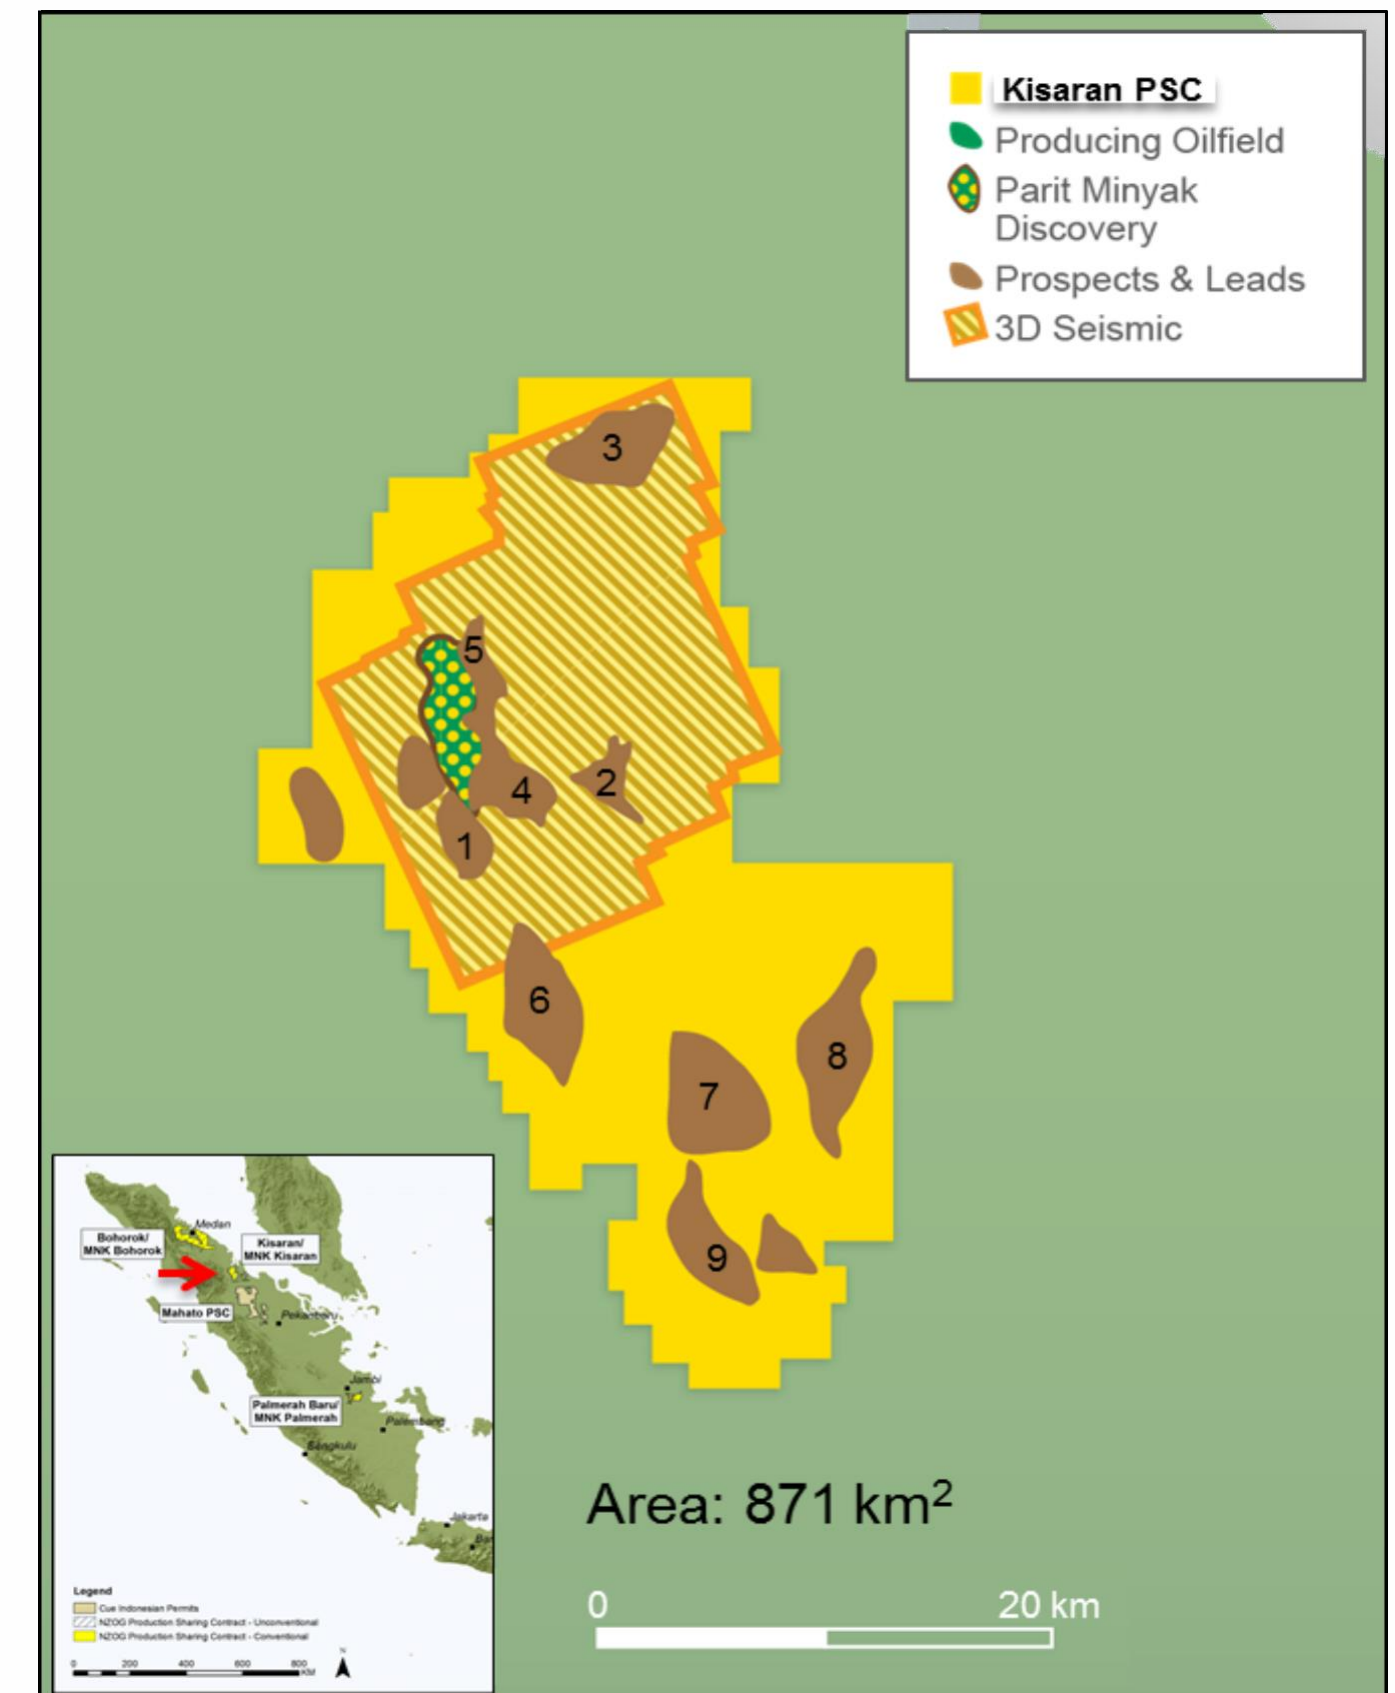 Kisaran PSC
Producing Oilfield
Parit Minyak
Discovery
Prospects & Leads
3D Seismic
3
5
2
4
1
6
8
7
9
Medan
Bohorok/
MNK Bohorok
Kisaran/
MNK Kisaran
Mahato PSC
Pekanbaru
Jambi
Palmerah Baru/
MNK Palmerah
Palembang
Bengkulu
Jakarta
Legend
Cue Indonesian Permits
NZOG Production Sharing Contract - Unconventional
NZOG Production Sharing Contract - Conventional
0 200 400 600 800
KM
N
Area: 871 km²
0 20 km